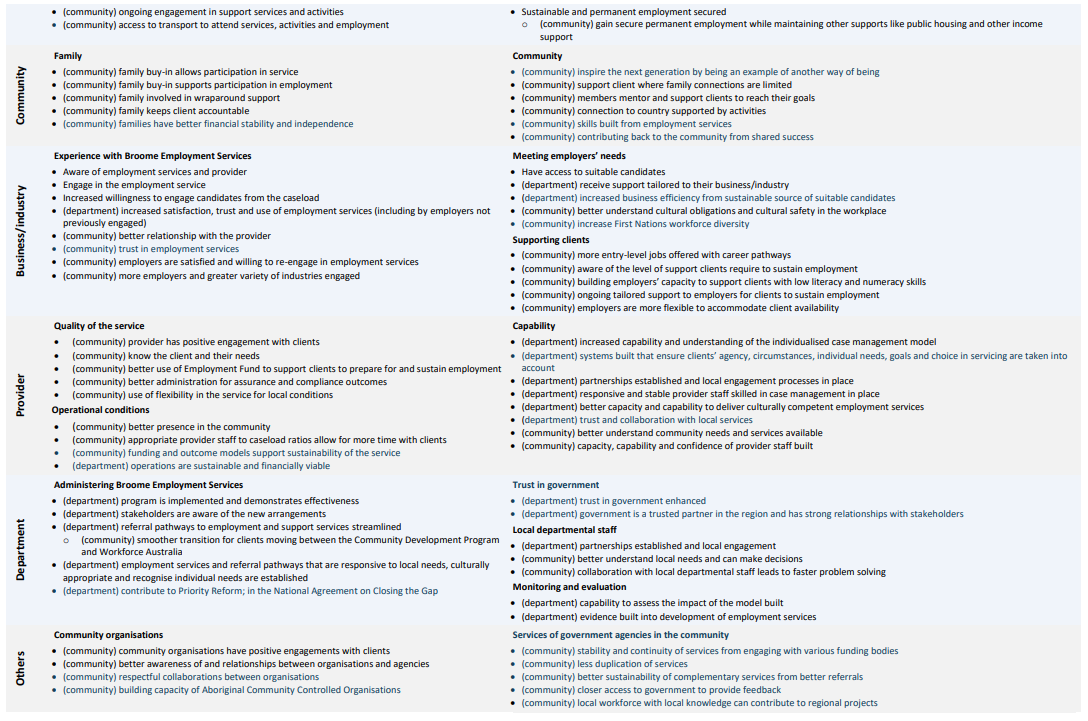 • (community) ongoing engagement in support services and activities
• (community) access to transport to attend services, activities and employment
• Sustainable and permanent employment secured
o (community) gain secure permanent employment while maintaining other supports like public housing and other income
support
Community
Family
• (community) family buy-in allows participation in service
• (community) family buy-in supports participation in employment
• (community) family involved in wraparound support
• (community) family keeps client accountable
• (community) families have better financial stability and independence
Community
• (community) inspire the next generation by being an example of another way of being
• (community) support client where family connections are limited
• (community) members mentor and support clients to reach their goals
• (community) connection to country supported by activities
• (community) skills built from employment services
• (community) contributing back to the community from shared success
Business/industry
Experience with Broome Employment Services
• Aware of employment services and provider
• Engage in the employment service
• Increased willingness to engage candidates from the caseload
• (department) increased satisfaction, trust and use of employment services (including by employers not
previously engaged)
• (community) better relationship with the provider
• (community) trust in employment services
• (community) employers are satisfied and willing to re-engage in employment services
• (community) more employers and greater variety of industries engaged
Meeting employers' needs
• Have access to suitable candidates
• (department) receive support tailored to their business/industry
• (department) increased business efficiency from sustainable source of suitable candidates
• (community) better understand cultural obligations and cultural safety in the workplace
• (community) increase First Nations workforce diversity
Supporting clients
• (community) more entry-level jobs offered with career pathways
• (community) aware of the level of support clients require to sustain employment
• (community) building employers' capacity to support clients with low literacy and numeracy skills
• (community) ongoing tailored support to employers for clients to sustain employment
• (community) employers are more flexible to accommodate client availability
Provider
Quality of the service
• (community) provider has positive engagement with clients
• (community) know the client and their needs
• (community) better use of Employment Fund to support clients to prepare for and sustain employment
• (community) better administration for assurance and compliance outcomes
• (community) use of flexibility in the service for local conditions
Operational conditions
• (community) better presence in the community
• (community) appropriate provider staff to caseload ratios allow for more time with clients
• (community) funding and outcome models support sustainability of the service
• (department) operations are sustainable and financially viable
Capability
• (department) increased capability and understanding of the individualised case management model
• (department) systems built that ensure clients' agency, circumstances, individual needs, goals and choice in servicing are taken into
account
• (department) partnerships established and local engagement processes in place
• (department) responsive and stable provider staff skilled in case management in place
• (department) better capacity and capability to deliver culturally competent employment services
• (department) trust and collaboration with local services
• (community) better understand community needs and services available
• (community) capacity, capability and confidence of provider staff built
Department
Administering Broome Employment Services
• (department) program is implemented and demonstrates effectiveness
• (department) stakeholders are aware of the new arrangements
• (department) referral pathways to employment and support services streamlined
o (community) smoother transition for clients moving between the Community Development Program
and Workforce Australia
• (department) employment services and referral pathways that are responsive to local needs, culturally
appropriate and recognise individual needs are established
• (department) contribute to Priority Reform; in the National Agreement on Closing the Gap
Trust in government
• (department) trust in government enhanced
• (department) government is a trusted partner in the region and has strong relationships with stakeholders
Local departmental staff
• (department) partnerships established and local engagement
• (community) better understand local needs and can make decisions
• (community) collaboration with local departmental staff leads to faster problem solving
Monitoring and evaluation
• (department) capability to assess the impact of the model built
• (department) evidence built into development of employment services
Others
Community organisations
• (community) community organisations have positive engagements with clients
• (community) better awareness of and relationships between organisations and agencies
• (community) respectful collaborations between organisations
• (community) building capacity of Aboriginal Community Controlled Organisations
Services of government agencies in the community
• (community) stability and continuity of services from engaging with various funding bodies
• (community) less duplication of services
• (community) better sustainability of complementary services from better referrals
• (community) closer access to government to provide feedback
• (community) local workforce with local knowledge can contribute to regional projects